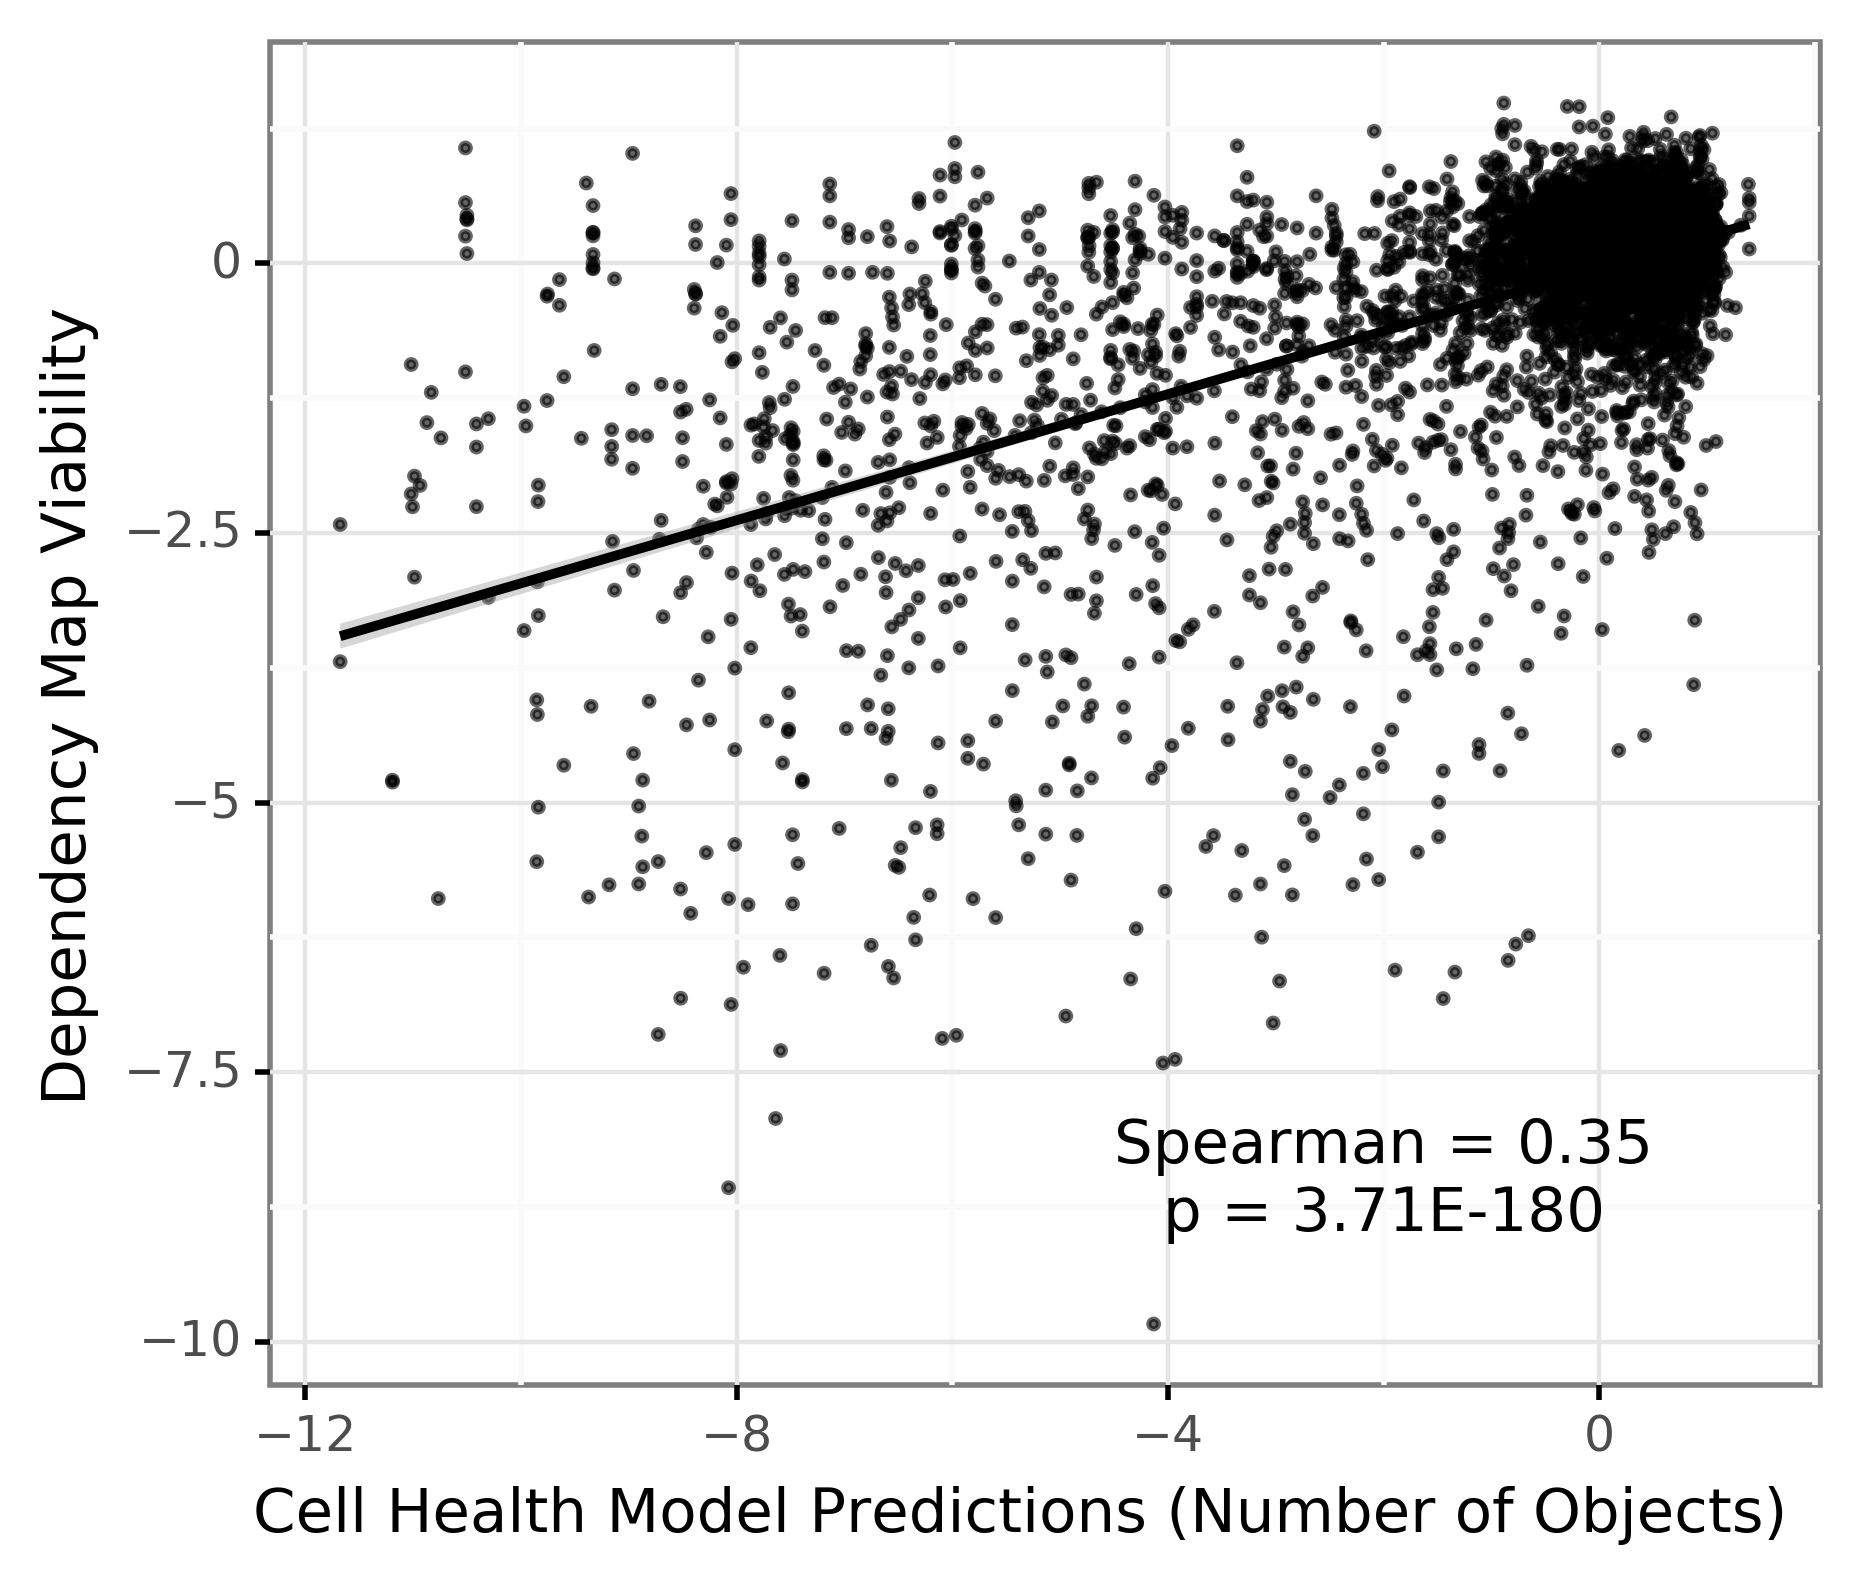 Dependency Map Viability
0
−2.5
−5
−7.5
−10
Spearman = 0.35
p = 3.71E-180
−12 −8 −4 0
Cell Health Model Predictions (Number of Objects)